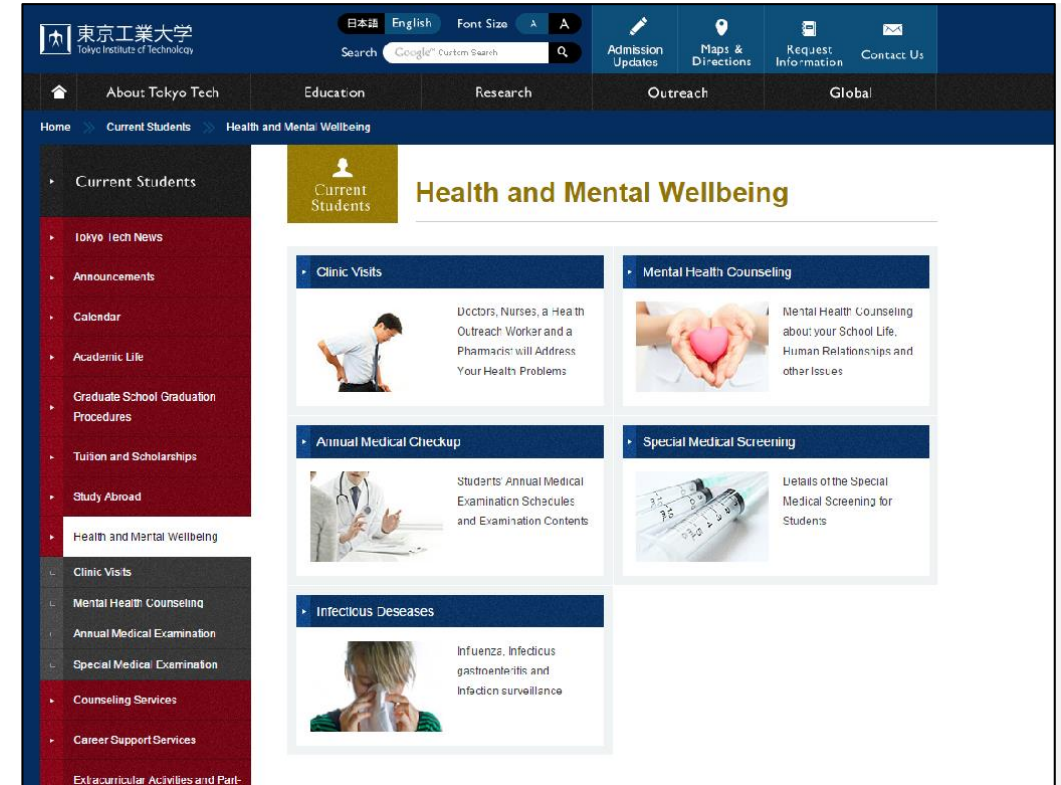 東京工業大学
Tokyo Institute of Technology
日本語 English Font Size A A
Search Google™ Custom Search
Admission Updates
Maps & Directions
Request Information
Contact Us
About Tokyo Tech
Education
Research
Outreach
Global
Home
Current Students
Health and Mental Wellbeing
Current Students
Tokyo Tech News
Announcements
Calendar
Academic Life
Graduate School Graduation
Procedures
Tuition and Scholarships
Study Abroad
Health and Mental Wellbeing
Clinic Visits
Mental Health Counseling
Annual Medical Examination
Special Medical Examination
Counseling Services
Career Support Services
Extracurricular Activities and Part-
Current
Students
Health and Mental Wellbeing
Clinic Visits
Doctors, Nurses, a Health
Outreach Worker and a
Pharmacist will Address
Your Health Problems
Mental Health Counseling
Mental Health Counseling
about your School Life,
Human Relationships and
other Issues
Annual Medical Checkup
Students' Annual Medical
Examination Schedules
and Examination Contents
Special Medical Screening
Details of the Special
Medical Screening for
Students
Infectious Deseases
Influenza, Infecticus
gastroenteritis and
Infection surveillance